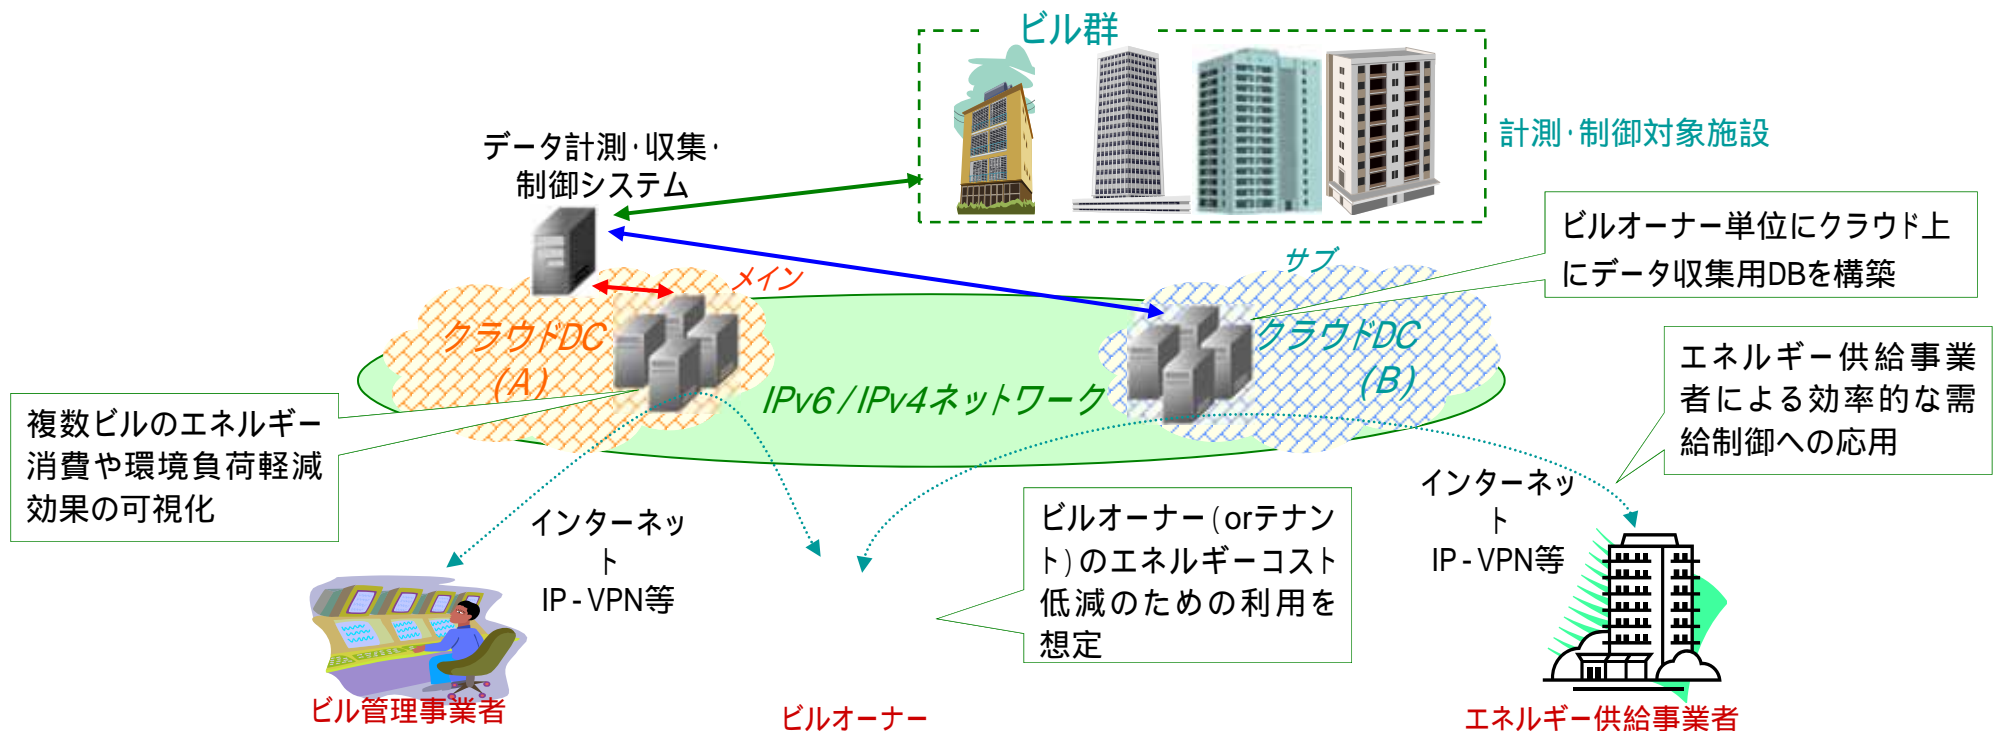 ビル群
計測・制御対象施設
データ計測・収集・
制御システム
ビルオーナー単位にクラウド上
にデータ収集用DBを構築
メイン
サブ
クラウドDC
(A)
クラウドDC
(B)
IPv6/IPv4ネットワーク
エネルギー供給事業
者による効率的な需
給制御への応用
複数ビルのエネルギー
消費や環境負荷軽減
効果の可視化
インターネッ
ト
IP-VPN等
ビルオーナー(orテナン
ト)のエネルギーコスト
低減のための利用を
想定
インターネッ
ト
IP-VPN等
ビル管理事業者
ビルオーナー
エネルギー供給事業者